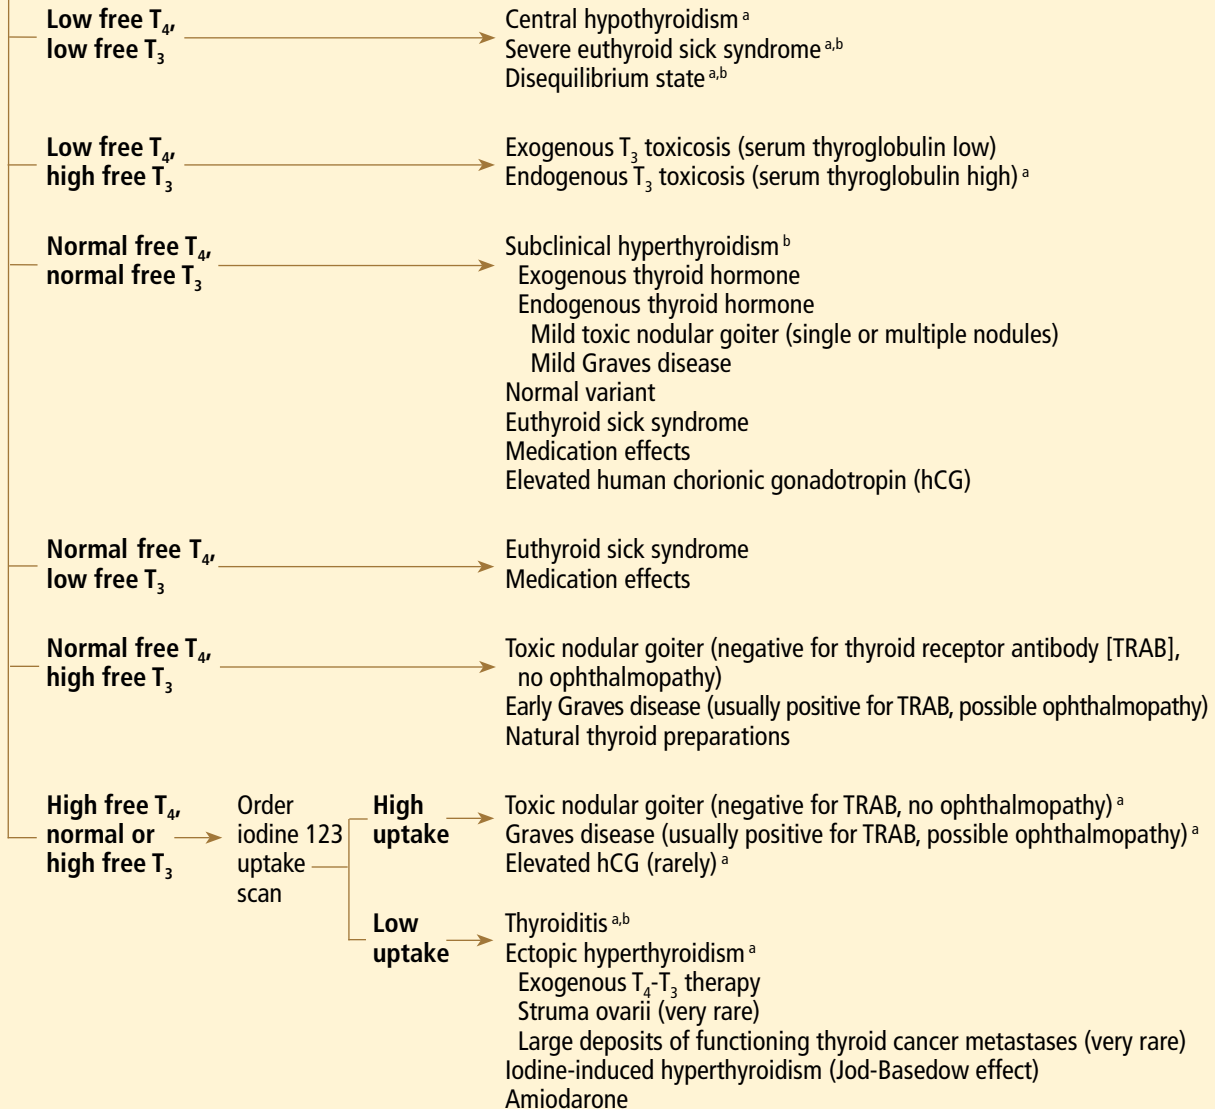 Low free T4,
low free T3
Central hypothyroidism a
Severe euthyroid sick syndrome a,b
Disequilibrium state a,b
Low free T4,
high free T3
Exogenous T3 toxicosis (serum thyroglobulin low)
Endogenous T3 toxicosis (serum thyroglobulin high) a
Normal free T4,
normal free T3
Subclinical hyperthyroidism b
Exogenous thyroid hormone
Endogenous thyroid hormone
Mild toxic nodular goiter (single or multiple nodules)
Mild Graves disease
Normal variant
Euthyroid sick syndrome
Medication effects
Elevated human chorionic gonadotropin (hCG)
Normal free T4,
low free T3
Euthyroid sick syndrome
Medication effects
Normal free T4,
high free T3
Toxic nodular goiter (negative for thyroid receptor antibody [TRAB],
no ophthalmopathy)
Early Graves disease (usually positive for TRAB, possible ophthalmopathy)
Natural thyroid preparations
High free T4,
normal or
high free T3
Order
iodine 123
uptake
scan
High
uptake
Toxic nodular goiter (negative for TRAB, no ophthalmopathy) a
Graves disease (usually positive for TRAB, possible ophthalmopathy) a
Elevated hCG (rarely) a
Low
uptake
Thyroiditis a,b
Ectopic hyperthyroidism a
Exogenous T4-T3 therapy
Struma ovarii (very rare)
Large deposits of functioning thyroid cancer metastases (very rare)
Iodine-induced hyperthyroidism (Jod-Basedow effect)
Amiodarone